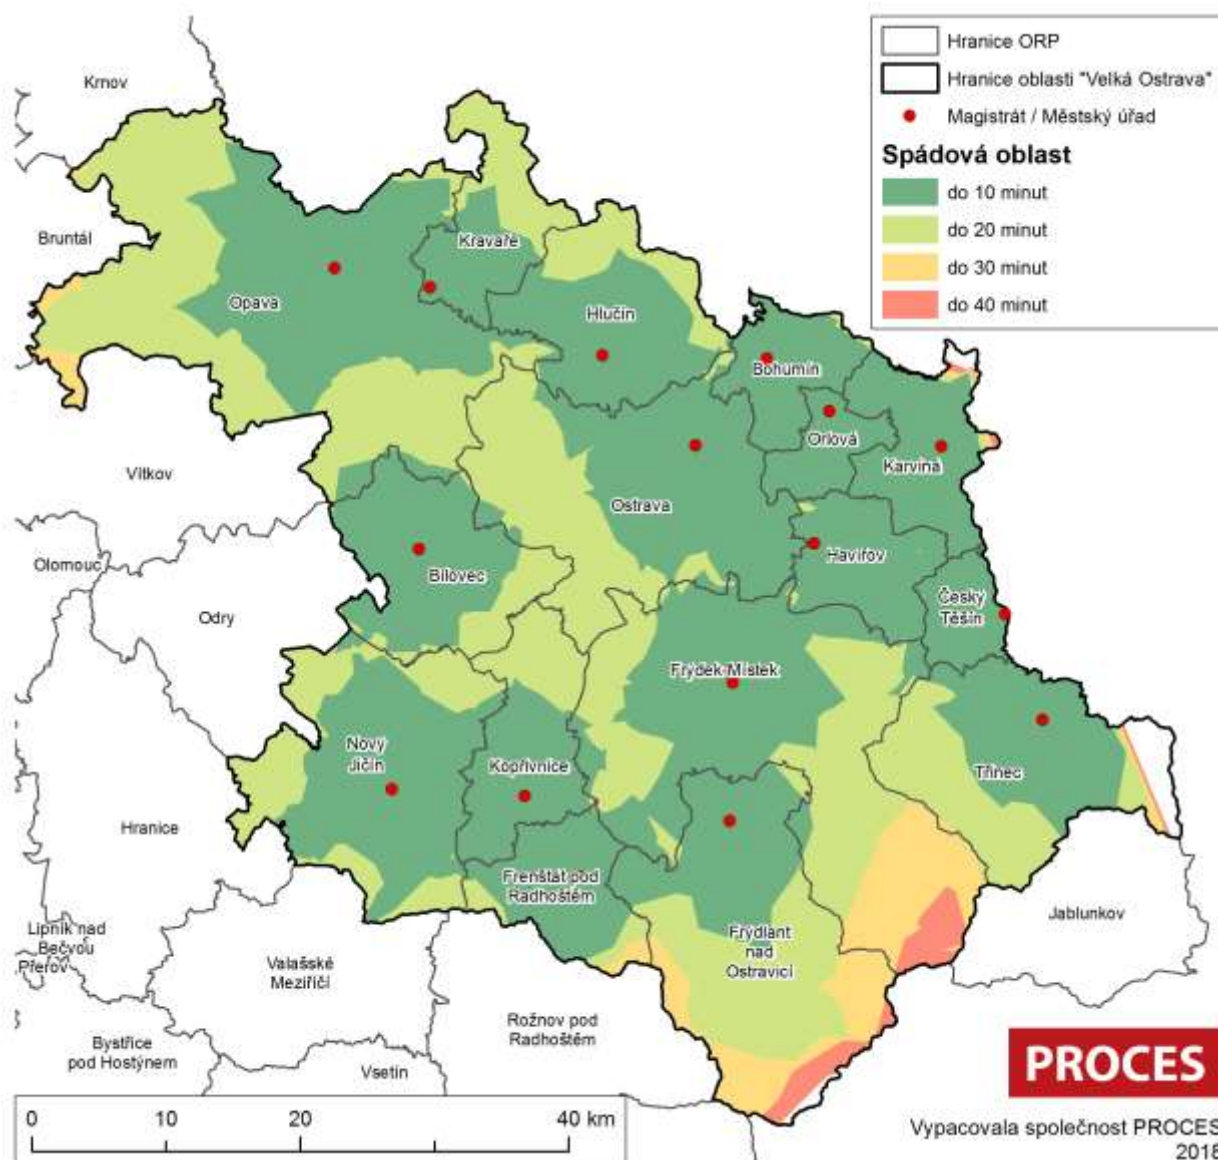 Hranice ORP
Hranice oblasti "Velká Ostrava"
Magistrát / Městský úřad
Spádová oblast
do 10 minut
do 20 minut
do 30 minut
do 40 minut
Krnov
Bruntál
Kravaře
Opava
Hlučín
Bohumín
Orlová
Karviná
Vítkov
Ostrava
Havířov
Olomouc
Bílovec
Český
Těšín
Odry
Frýdek-Místek
Nový
Jičín
Kopřivnice
Třinec
Hranice
Frenštát pod
Radhoštěm
Jablunkov
Lipník nad
Bečvou
Přerov
Frýdlant
nad
Ostravicí
Valašské
Meziříčí
Rožnov pod
Radhoštěm
Bystřice
pod Hostýnem
Vsetín
PROCES
0 10 20 40 km
Vypacovala společnost PROCES
2018